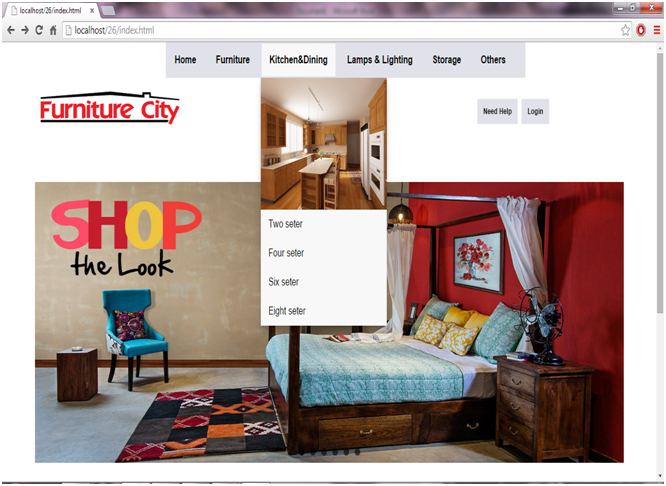 localhost/26/index.html
localhost/26/index.html
Home Furniture Kitchen&Dining Lamps & Lighting Storage Others
Furniture City
Need Help Login
SHOP
the Look
Two seter
Four seter
Six seter
Eight seter